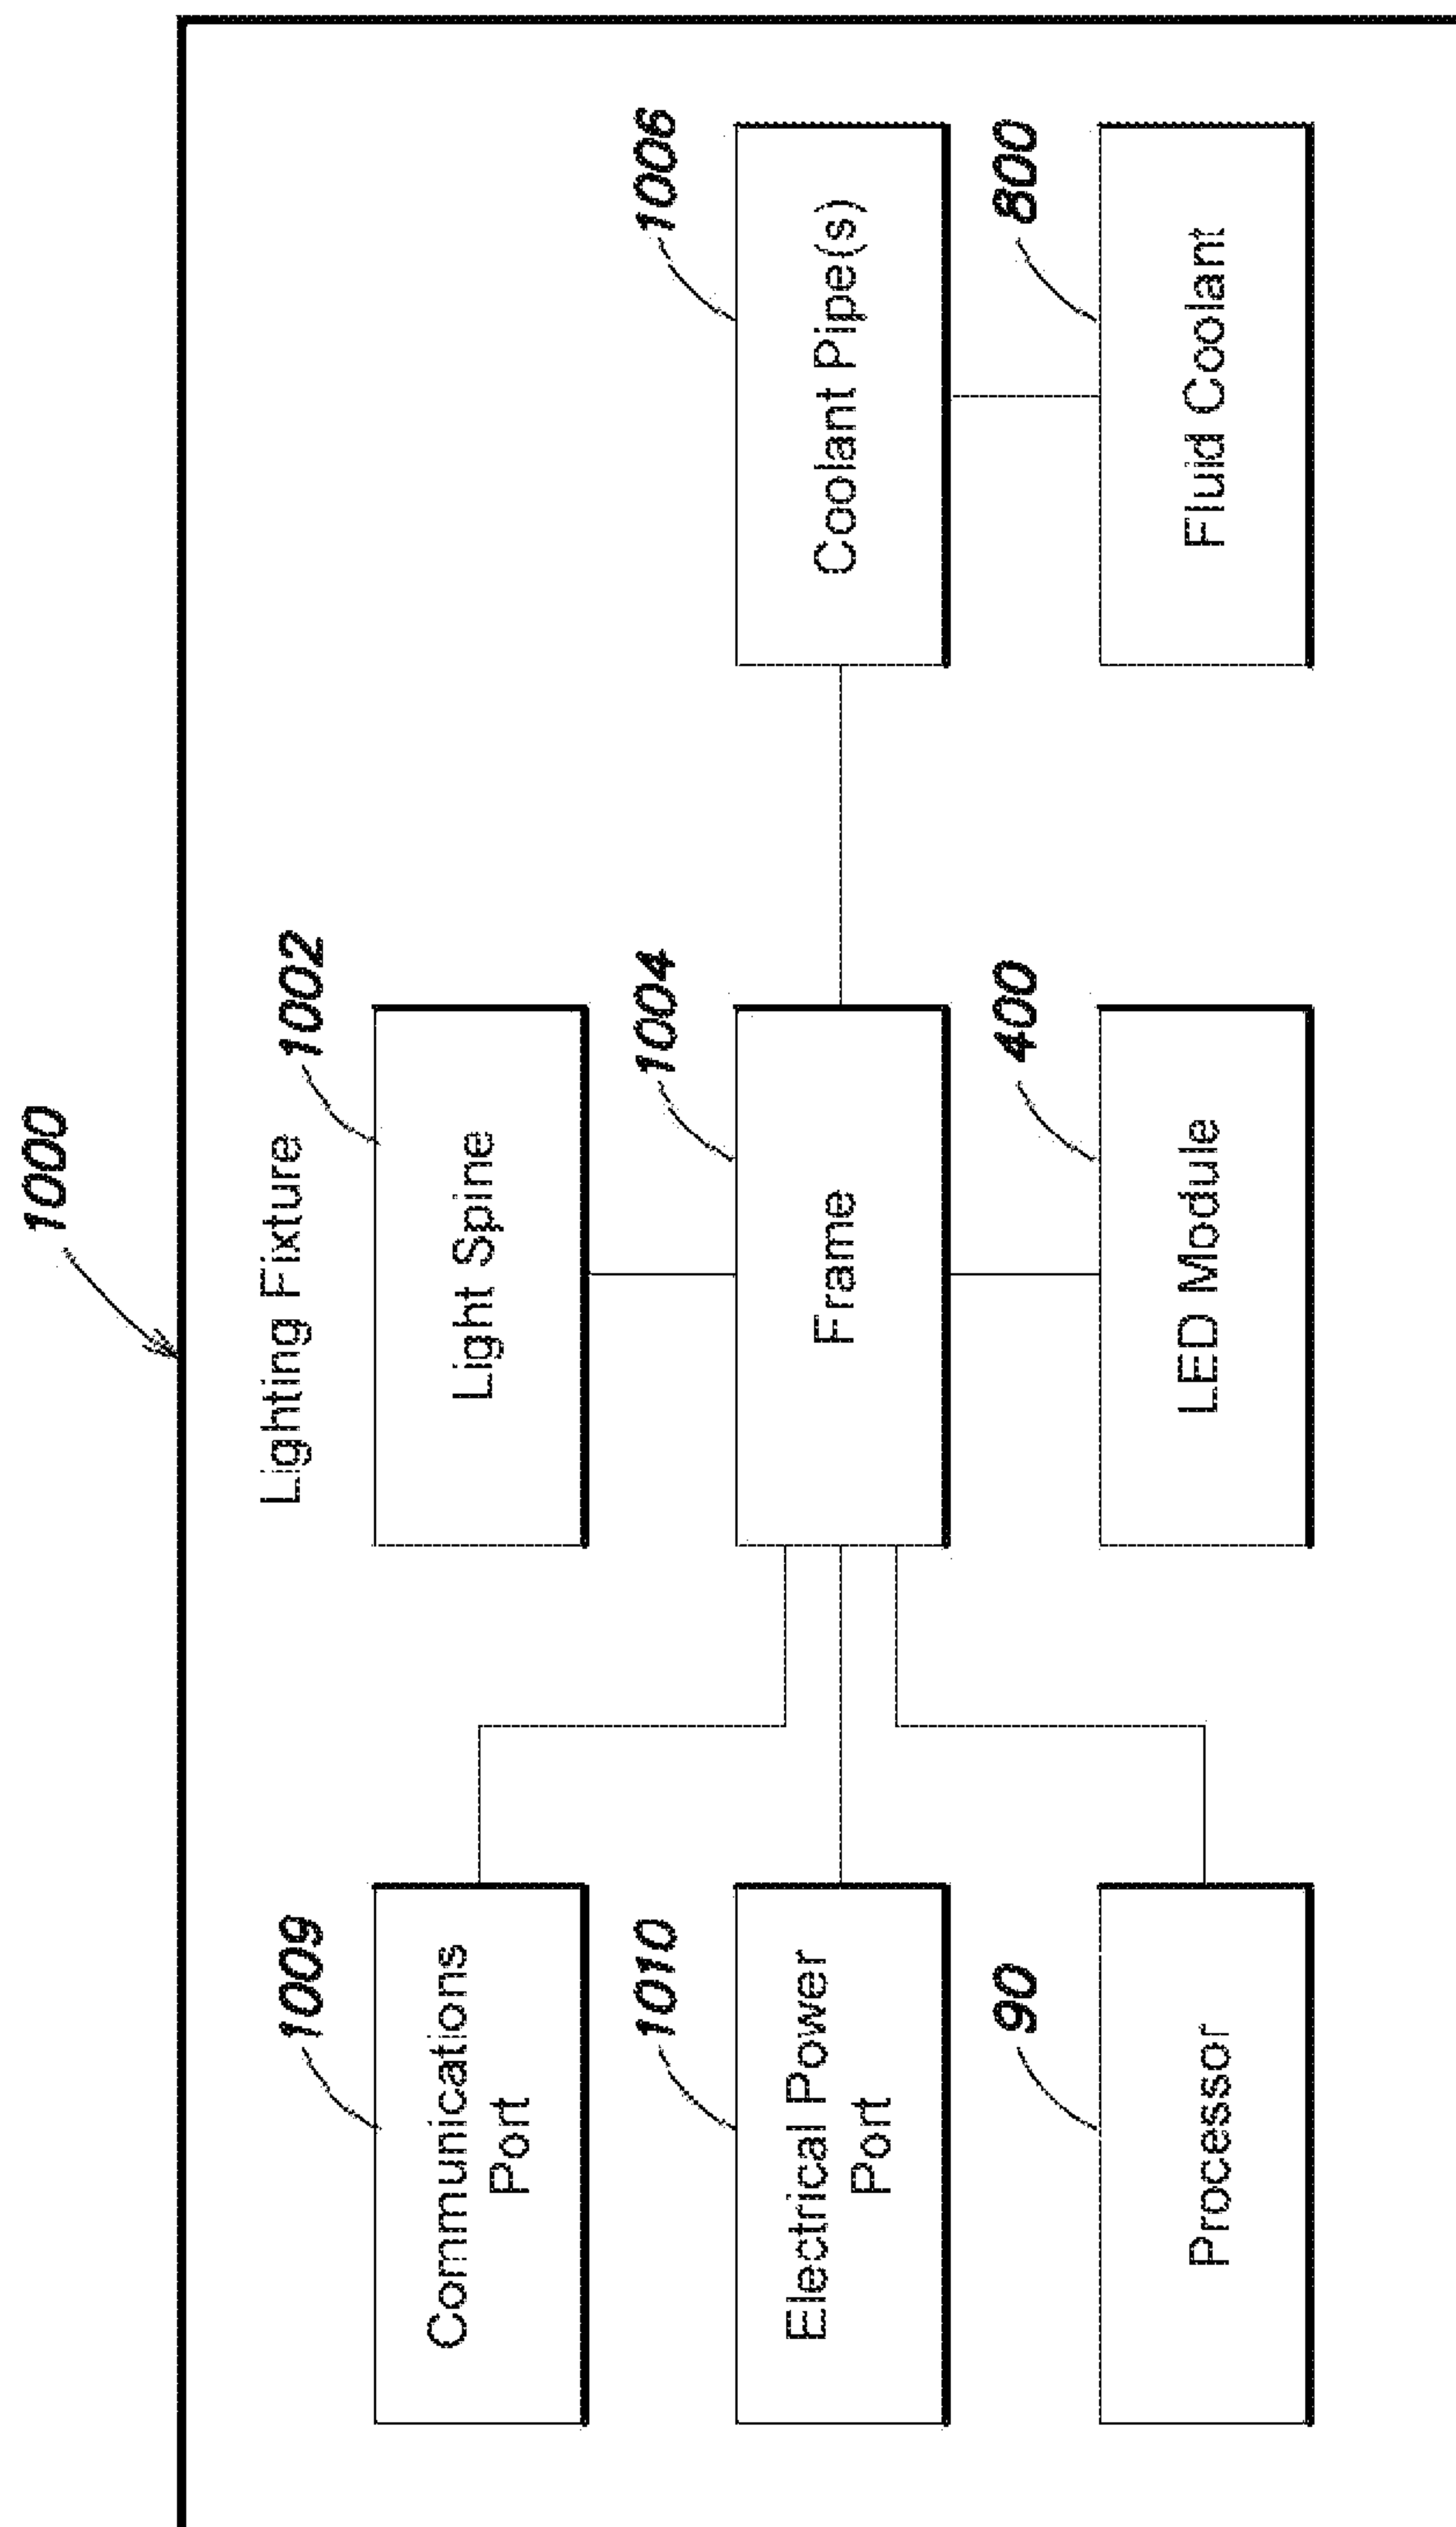 1000
Lighting Fixture
1009
Communications
Port
1002
Light Spine
1010
Electrical Power
Port
1004
Frame
1006
Coolant Pipe(s)
90
Processor
400
LED Module
800
Fluid Coolant